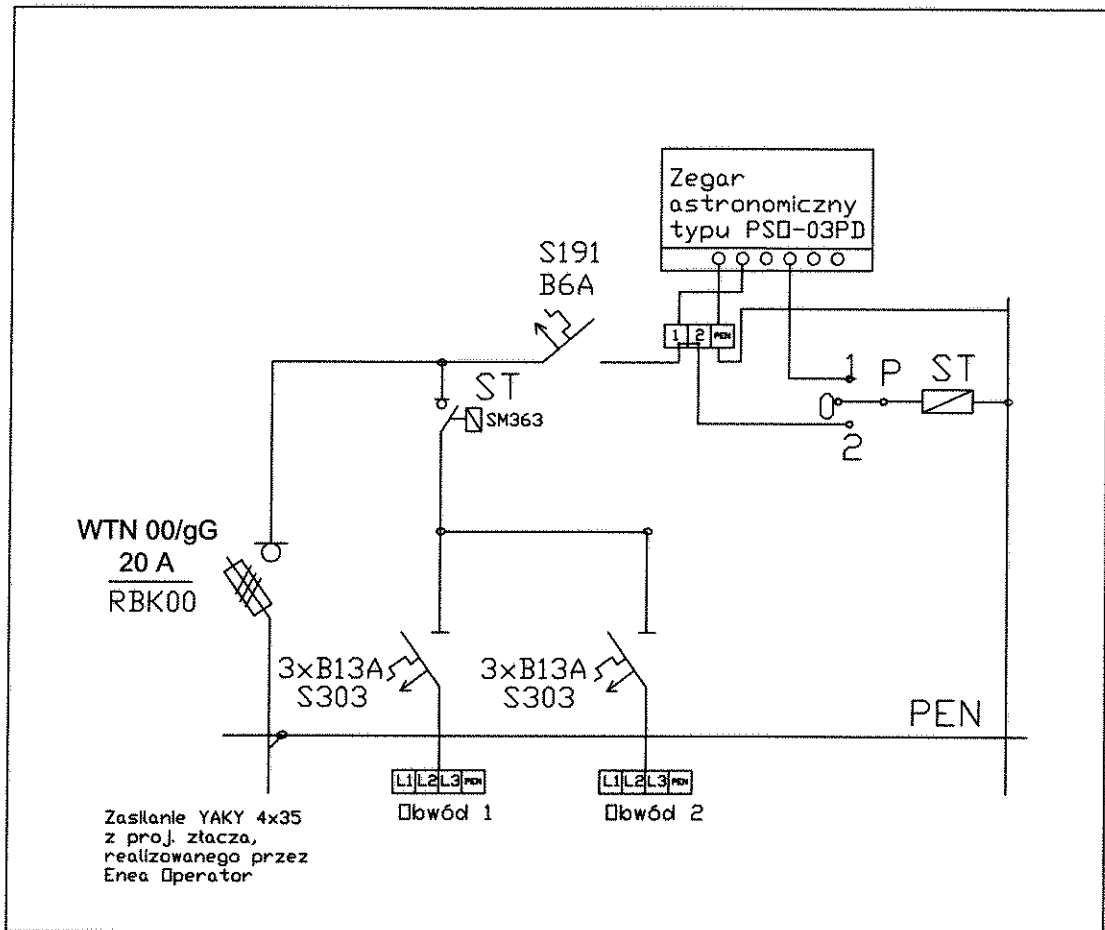 Zegar
astronomiczny
typu PSO-03PD
S191
B6A
1 2 PEN
1
P ST
2
ST
SM363
WTN 00/gG
20 A
RBK00
3xB13A
S303
3xB13A
S303
PEN
L1 L2 L3 PEN
L1 L2 L3 PEN
Obwód 1
Obwód 2
Zasilanie YAKY 4x35
z proj. złacza,
realizowanego przez
Enea Operator